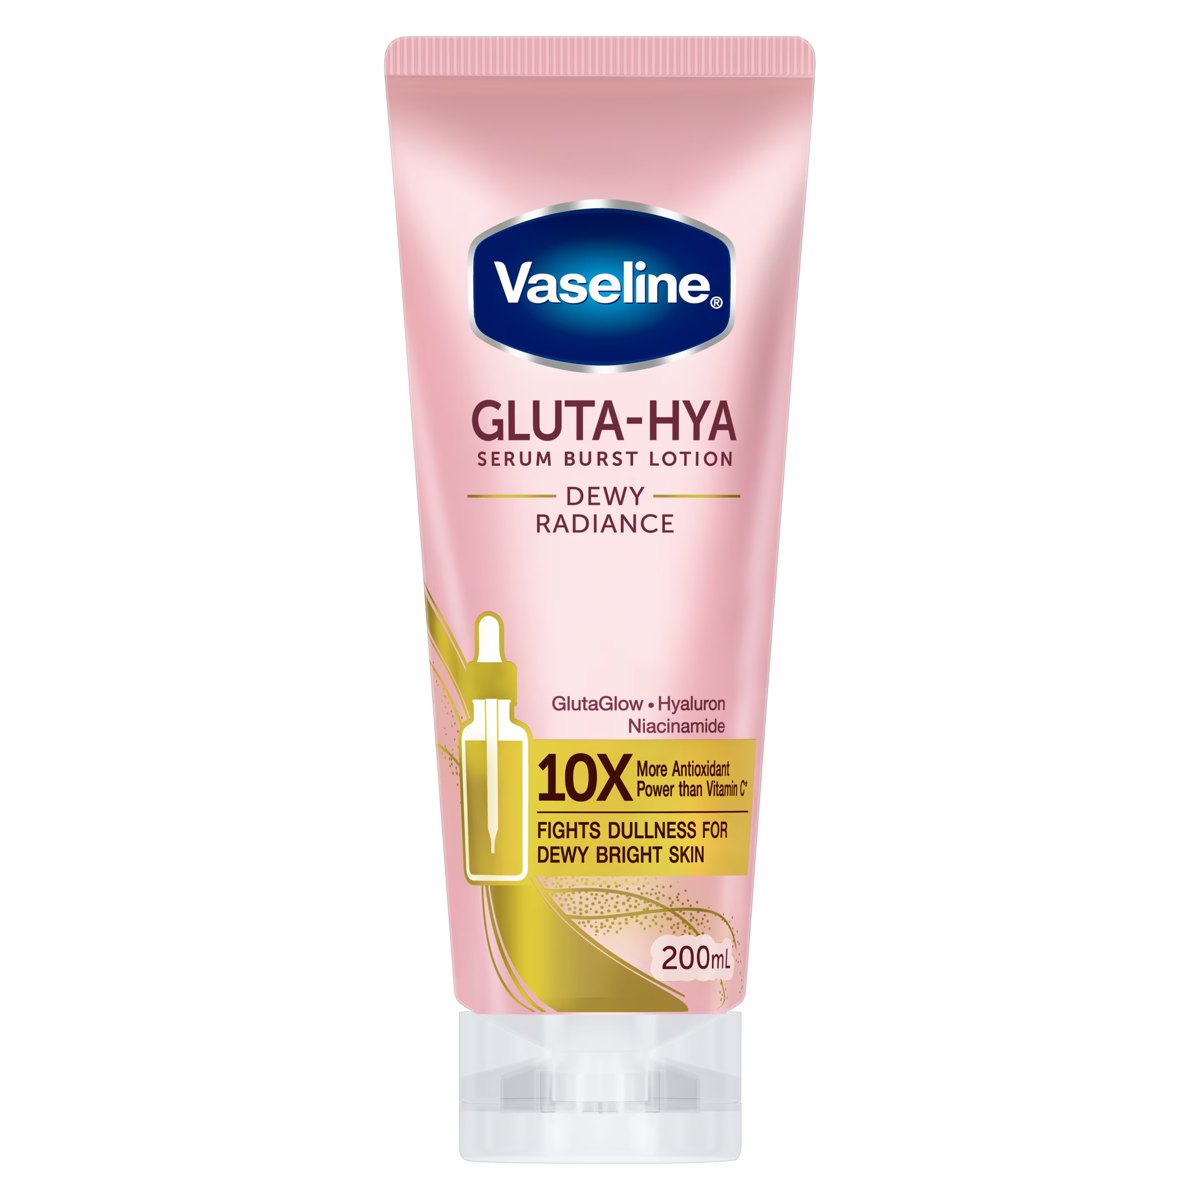 Vaseline®
GLUTA-HYA
SERUM BURST LOTION
DEWY
RADIANCE
GlutaGlow • Hyaluron
Niacinamide
10X More Antioxidant
Power than Vitamin C*
FIGHTS DULLNESS FOR
DEWY BRIGHT SKIN
200mL